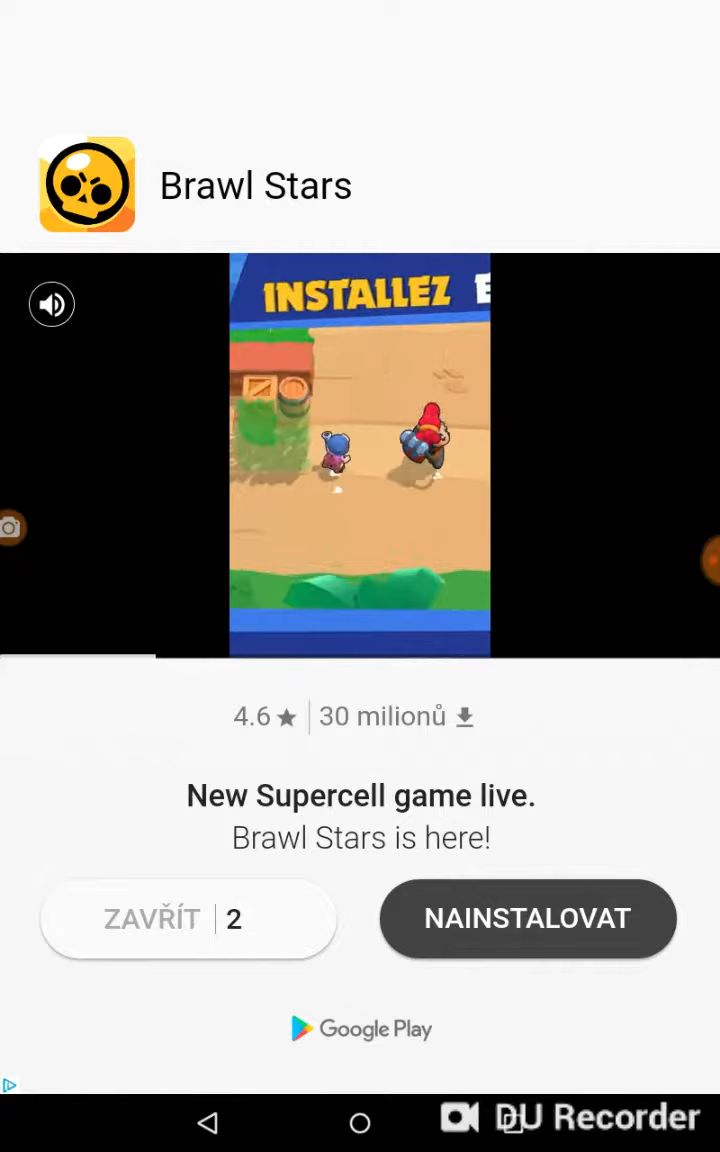 Brawl Stars
INSTALLEZ E
4.6 | 30 milionů
New Supercell game live.
Brawl Stars is here!
ZAVŘÍT | 2
NAINSTALOVAT
Google Play
DU Recorder